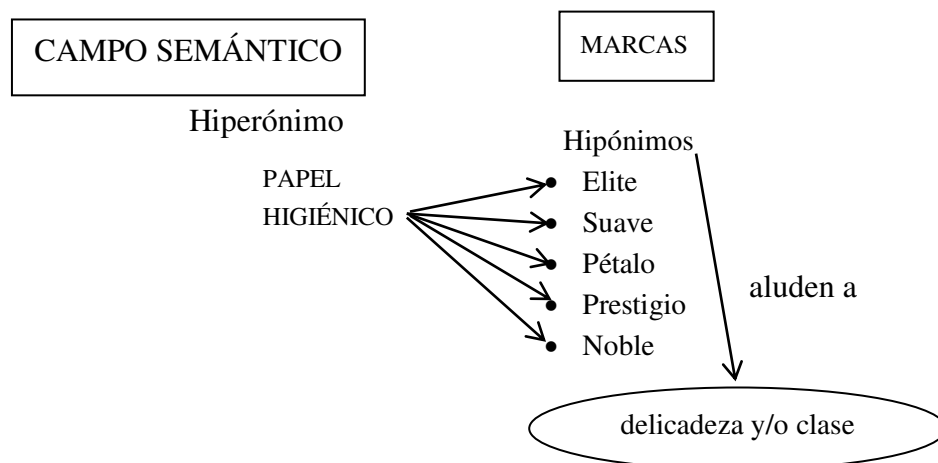 CAMPO SEMÁNTICO
MARCAS
Hiperónimo
Hipónimos
PAPEL
HIGIÉNICO
• Elite
• Suave
• Pétalo
• Prestigio
• Noble
aluden a
delicadeza y/o clase